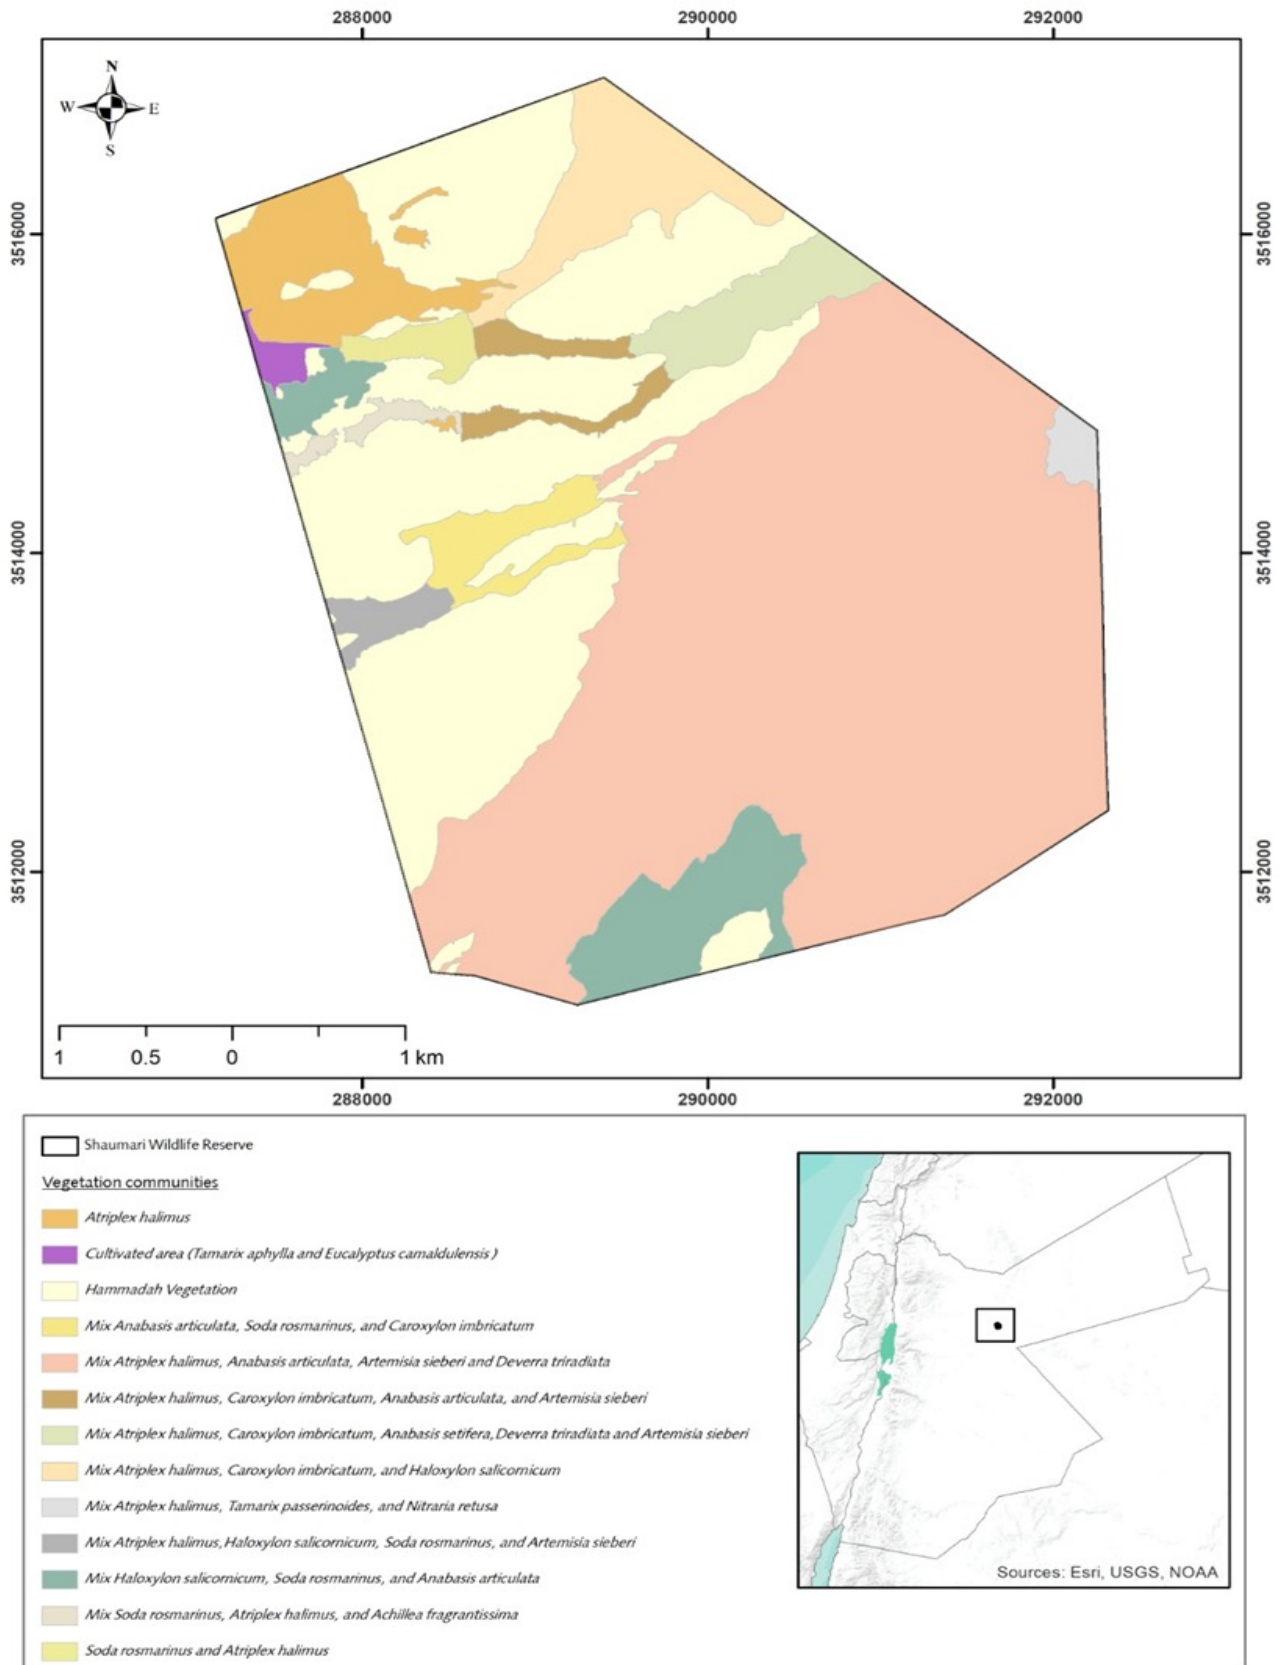 288000 290000 292000
N
W E
S
3516000 3516000
3514000 3514000
3512000 3512000
1 0.5 0 1 km
288000 290000 292000
Shaumari Wildlife Reserve
Vegetation communities
Atriplex halimus
Cultivated area (Tamarix aphylla and Eucalyptus camaldulensis)
Hammadah Vegetation
Mix Anabasis articulata, Soda rosmarinus, and Caroxylon imbricatum
Mix Atriplex halimus, Anabasis articulata, Artemisia sieberi and Deverra triradiata
Mix Atriplex halimus, Caroxylon imbricatum, Anabasis articulata, and Artemisia sieberi
Mix Atriplex halimus, Caroxylon imbricatum, Anabasis setifera, Deverra triradiata and Artemisia sieberi
Mix Atriplex halimus, Caroxylon imbricatum, and Haloxylon salicornicum
Mix Atriplex halimus, Tamarix passerinoides, and Nitraria retusa
Mix Atriplex halimus, Haloxylon salicornicum, Soda rosmarinus, and Artemisia sieberi
Mix Haloxylon salicornicum, Soda rosmarinus, and Anabasis articulata
Mix Soda rosmarinus, Atriplex halimus, and Achillea fragrantissima
Soda rosmarinus and Atriplex halimus
Sources: Esri, USGS, NOAA